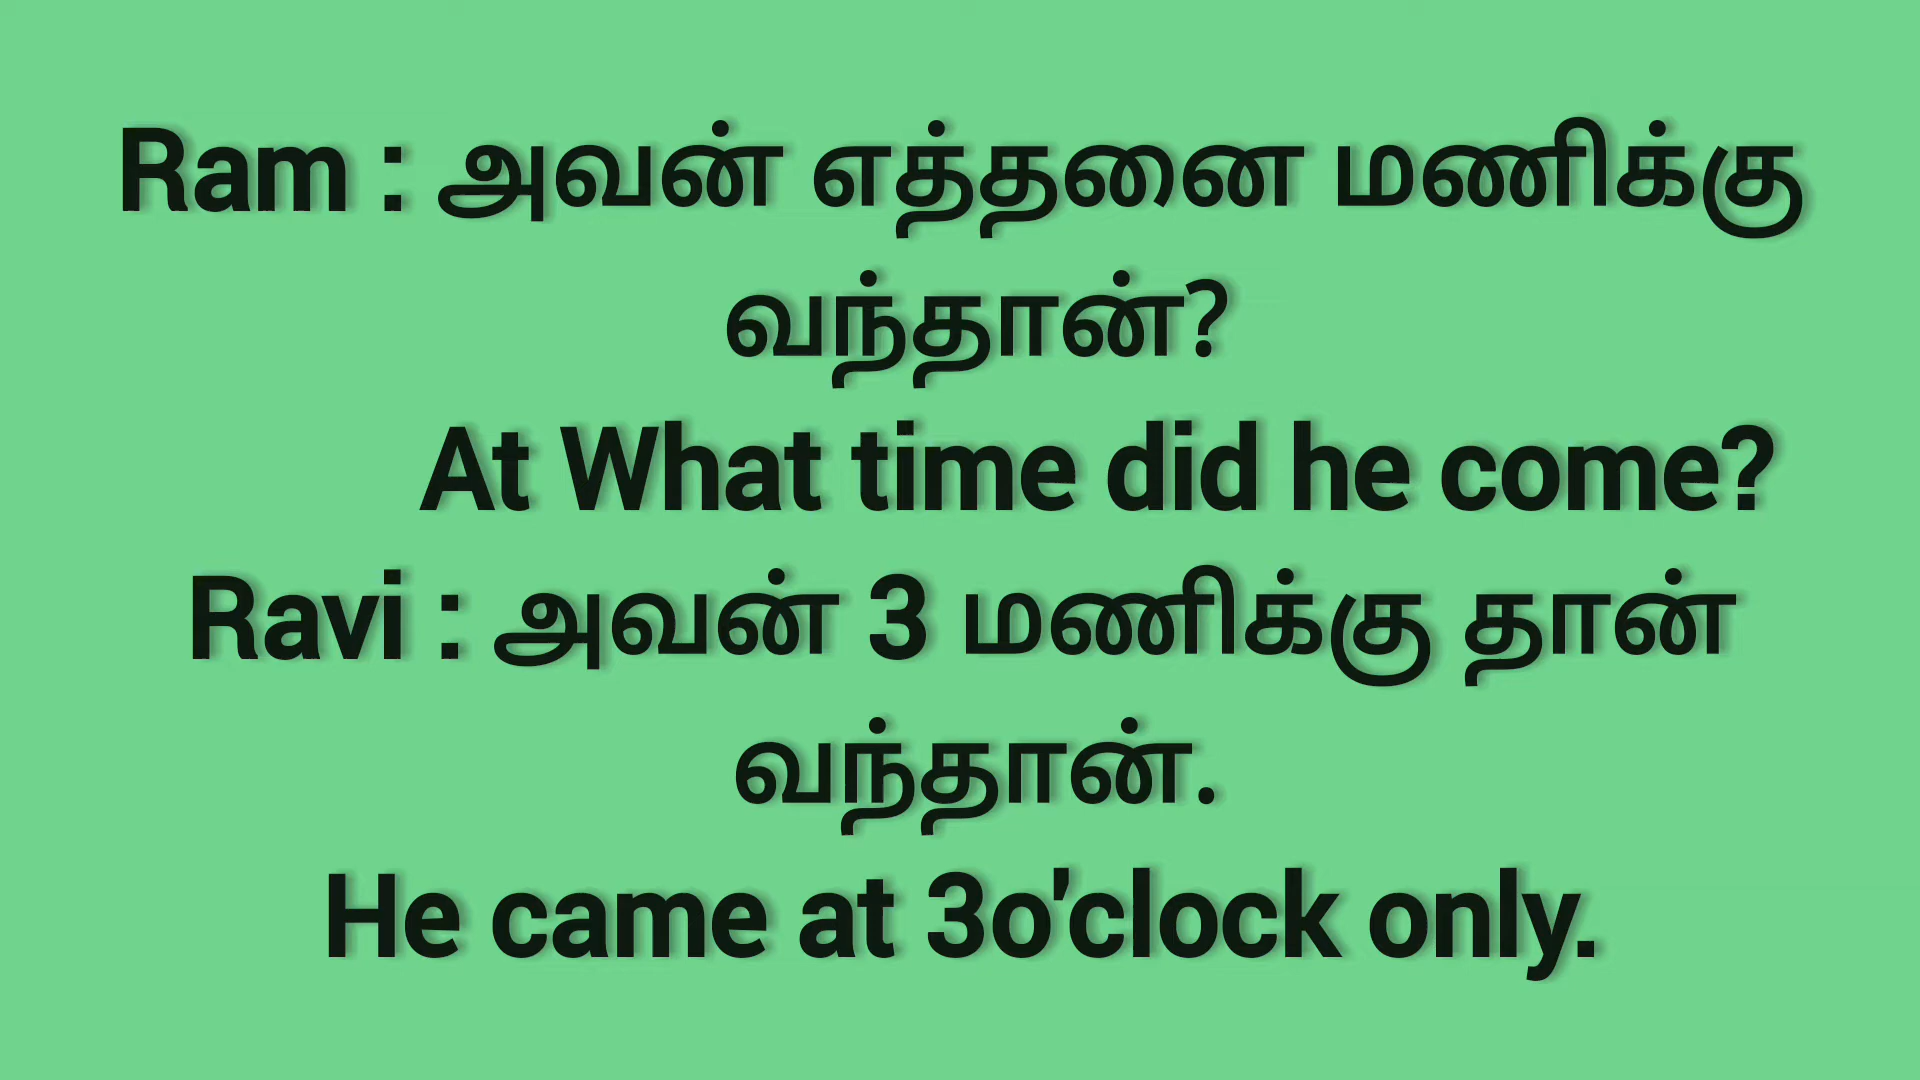 Ram : அவன் எத்தனை மணிக்கு
வந்தான்?
At What time did he come?
Ravi : அவன் 3 மணிக்கு தான்
வந்தான்.
He came at 3o'clock only.